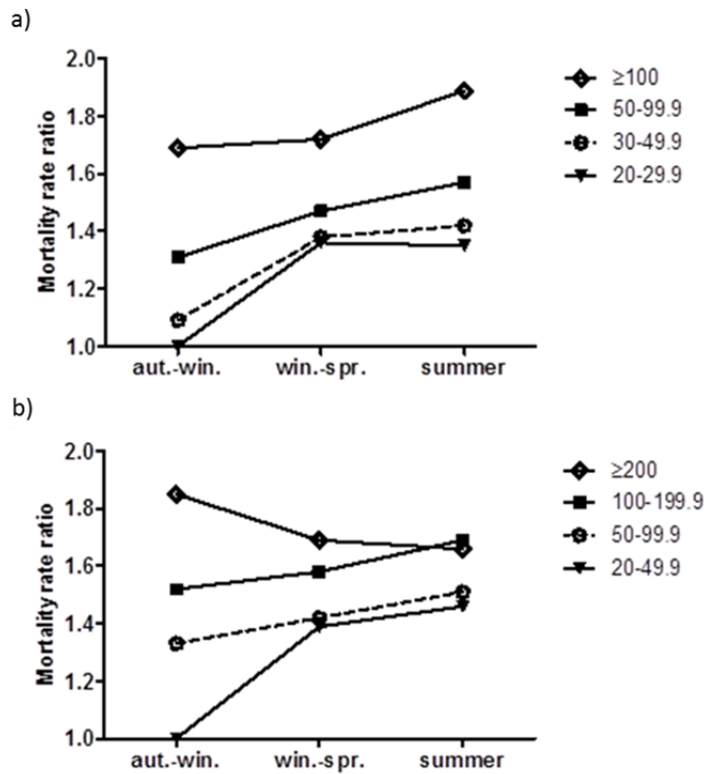 a)
Mortality rate ratio
2.0
1.8
1.6
1.4
1.2
1.0
aut.-win.
win.-spr.
summer
≥100
50-99.9
30-49.9
20-29.9
b)
Mortality rate ratio
2.0
1.8
1.6
1.4
1.2
1.0
aut.-win.
win.-spr.
summer
≥200
100-199.9
50-99.9
20-49.9